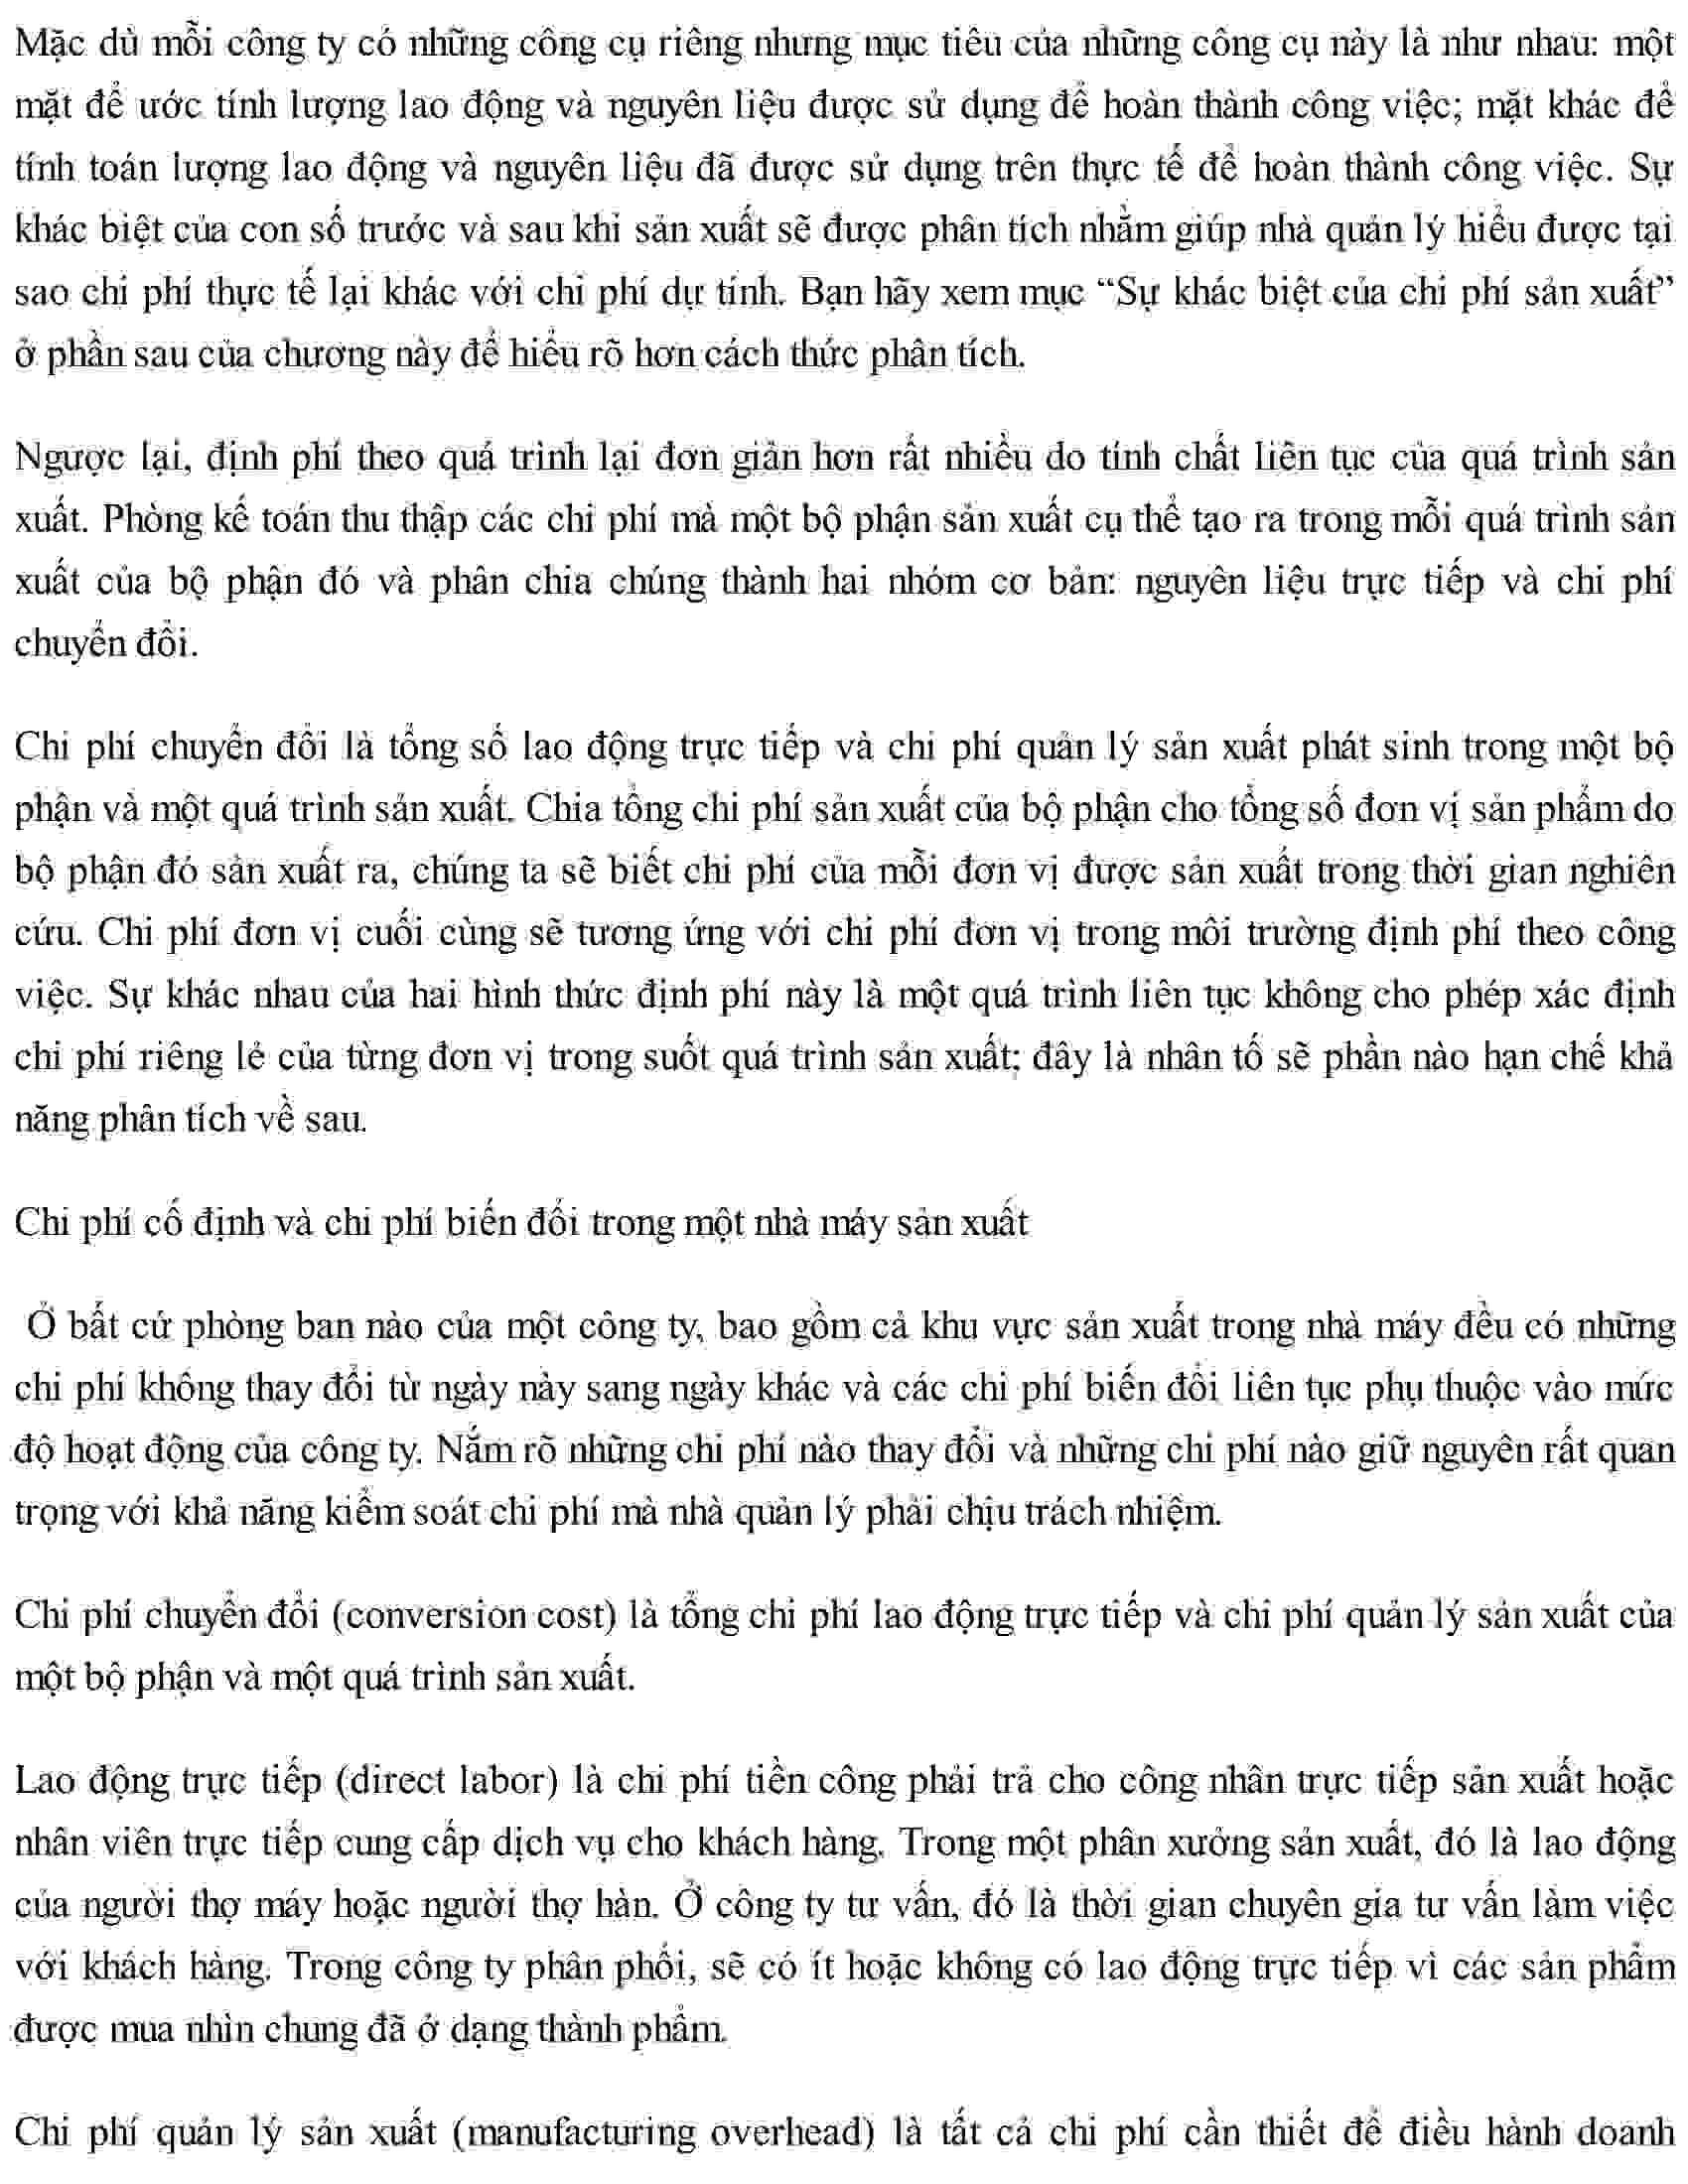 Mặc dù mỗi công ty có những công cụ riêng nhưng mục tiêu của những công cụ này là như nhau: một
mặt để ước tính lượng lao động và nguyên liệu được sử dụng để hoàn thành công việc; mặt khác để
tính toán lượng lao động và nguyên liệu đã được sử dụng trên thực tế để hoàn thành công việc. Sự
khác biệt của con số trước và sau khi sản xuất sẽ được phân tích nhằm giúp nhà quản lý hiểu được tại
sao chi phí thực tế lại khác với chi phí dự tính. Bạn hãy xem mục “Sự khác biệt của chi phí sản xuất”
ở phần sau của chương này để hiểu rõ hơn cách thức phân tích.
Ngược lại, định phí theo quá trình lại đơn giản hơn rất nhiều do tính chất liên tục của quá trình sản
xuất. Phòng kế toán thu thập các chi phí mà một bộ phận sản xuất cụ thể tạo ra trong mỗi quá trình sản
xuất của bộ phận đó và phân chia chúng thành hai nhóm cơ bản: nguyên liệu trực tiếp và chi phí
chuyển đổi.
Chi phí chuyển đổi là tổng số lao động trực tiếp và chi phí quản lý sản xuất phát sinh trong một bộ
phận và một quá trình sản xuất. Chia tổng chi phí sản xuất của bộ phận cho tổng số đơn vị sản phẩm do
bộ phận đó sản xuất ra, chúng ta sẽ biết chi phí của mỗi đơn vị được sản xuất trong thời gian nghiên
cứu. Chi phí đơn vị cuối cùng sẽ tương ứng với chi phí đơn vị trong môi trường định phí theo công
việc. Sự khác nhau của hai hình thức định phí này là một quá trình liên tục không cho phép xác định
chi phí riêng lẻ của từng đơn vị trong suốt quá trình sản xuất; đây là nhân tố sẽ phần nào hạn chế khả
năng phân tích về sau.
Chi phí cố định và chi phí biến đổi trong một nhà máy sản xuất
Ở bất cứ phòng ban nào của một công ty, bao gồm cả khu vực sản xuất trong nhà máy đều có những
chi phí không thay đổi từ ngày này sang ngày khác và các chi phí biến đổi liên tục phụ thuộc vào mức
độ hoạt động của công ty. Nắm rõ những chi phí nào thay đổi và những chi phí nào giữ nguyên rất quan
trọng với khả năng kiểm soát chi phí mà nhà quản lý phải chịu trách nhiệm.
Chi phí chuyển đổi (conversion cost) là tổng chi phí lao động trực tiếp và chi phí quản lý sản xuất của
một bộ phận và một quá trình sản xuất.
Lao động trực tiếp (direct labor) là chi phí tiền công phải trả cho công nhân trực tiếp sản xuất hoặc
nhân viên trực tiếp cung cấp dịch vụ cho khách hàng. Trong một phân xưởng sản xuất, đó là lao động
của người thợ máy hoặc người thợ hàn. Ở công ty tư vấn, đó là thời gian chuyên gia tư vấn làm việc
với khách hàng. Trong công ty phân phối, sẽ có ít hoặc không có lao động trực tiếp vì các sản phẩm
được mua nhìn chung đã ở dạng thành phẩm.
Chi phí quản lý sản xuất (manufacturing overhead) là tất cả chi phí cần thiết để điều hành doanh